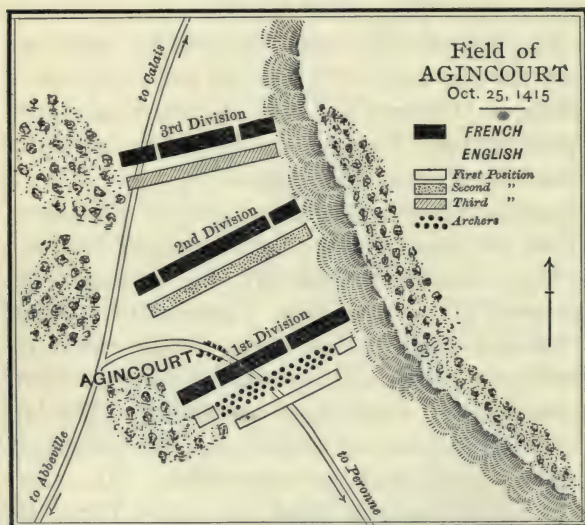 Field of
AGINCOURT
Oct. 25, 1415
FRENCH
ENGLISH
First Position
Second "
Third "
Archers
to Calais
3rd Division
2nd Division
1st Division
AGINCOURT
to Abbeville
to Peronne